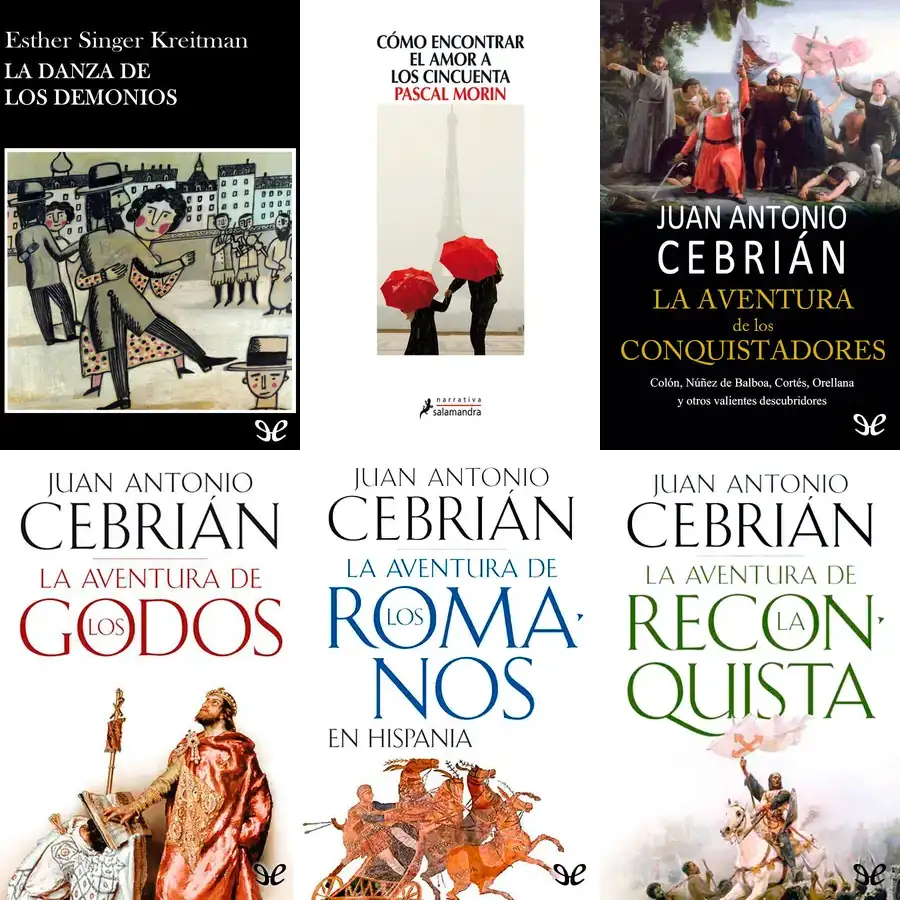 Esther Singer Kreitman
LA DANZA DE
LOS DEMONIOS
CÓMO ENCONTRAR
EL AMOR A
LOS CINCUENTA
PASCAL MORIN
narrativa
salamandra
JUAN ANTONIO
CEBRIÁN
LA AVENTURA
de los
CONQUISTADORES
Colón, Núñez de Balboa, Cortés, Orellana
y otros valientes descubridores
JUAN ANTONIO
CEBRIÁN
LA AVENTURA DE
LOS
GODOS
JUAN ANTONIO
CEBRIÁN
LA AVENTURA DE
LOS
ROMA-
NOS
EN HISPANIA
JUAN ANTONIO
CEBRIÁN
LA AVENTURA DE
LA
RECON-
QUISTA